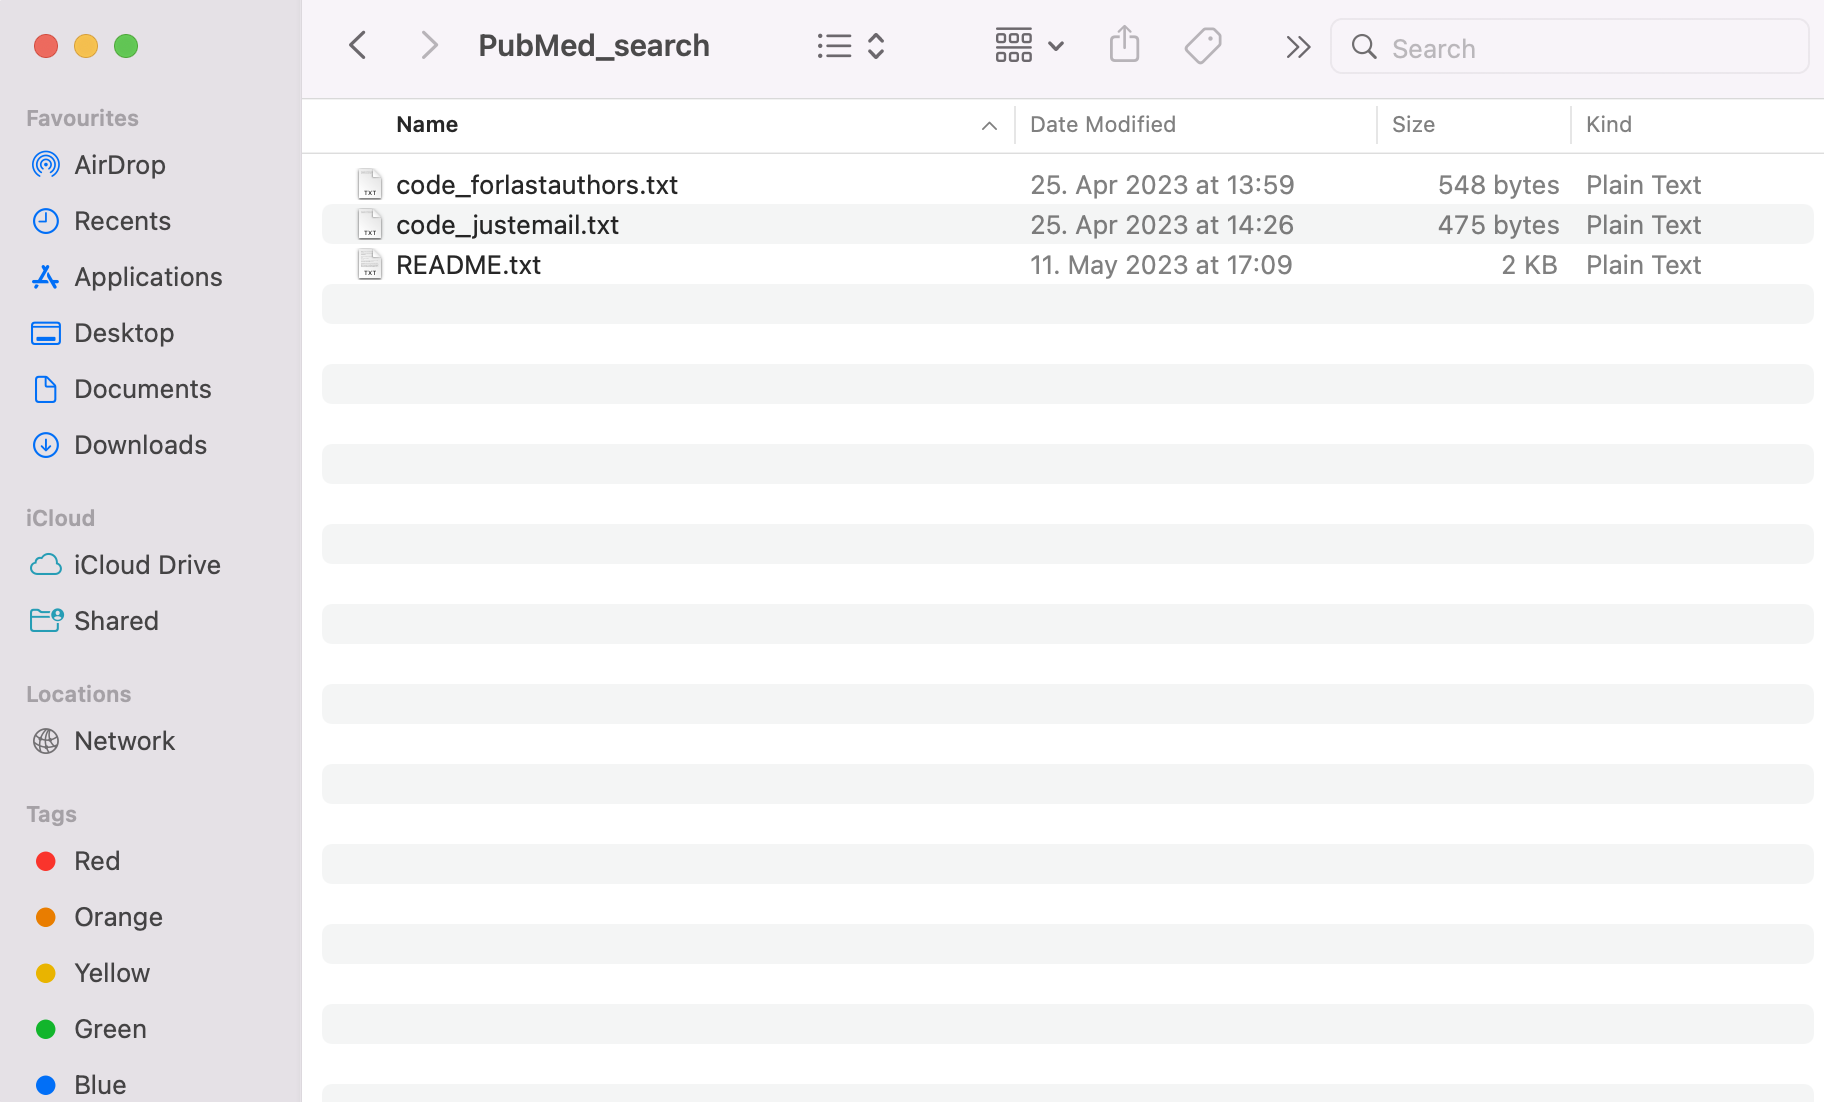 PubMed_search
Search
Favourites
AirDrop
Recents
Applications
Desktop
Documents
Downloads
iCloud
iCloud Drive
Shared
Locations
Network
Tags
Red
Orange
Yellow
Green
Blue
Name Date Modified Size Kind
TXT code_forlastauthors.txt 25. Apr 2023 at 13:59 548 bytes Plain Text
TXT code_justemail.txt 25. Apr 2023 at 14:26 475 bytes Plain Text
TXT README.txt 11. May 2023 at 17:09 2 KB Plain Text